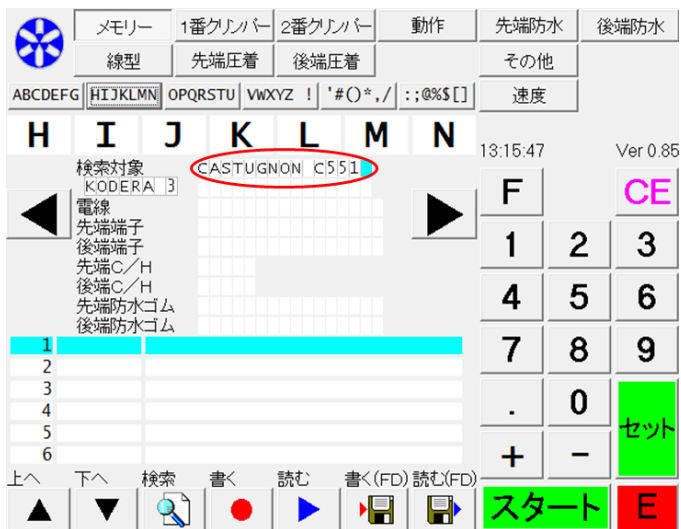 メモリー 1番クリンパー 2番クリンパー 動作 先端防水 後端防水
線型 先端圧着 後端圧着 その他
ABCDEFG HIJKLMN OPQRSTU VWXYZ ! '#()*,/ :;@%$[] 速度
H I J K L M N
13:15:47 Ver 0.85
検索対象 CASTUGNON C551
KODERA 3
電線
先端端子
後端端子
先端C/H
後端C/H
先端防水ゴム
後端防水ゴム
F CE
1 2 3
4 5 6
7 8 9
. 0
+ -
セット
1
2
3
4
5
6
上へ 下へ 検索 書く 読む 書く(FD) 読む(FD)
スタート E